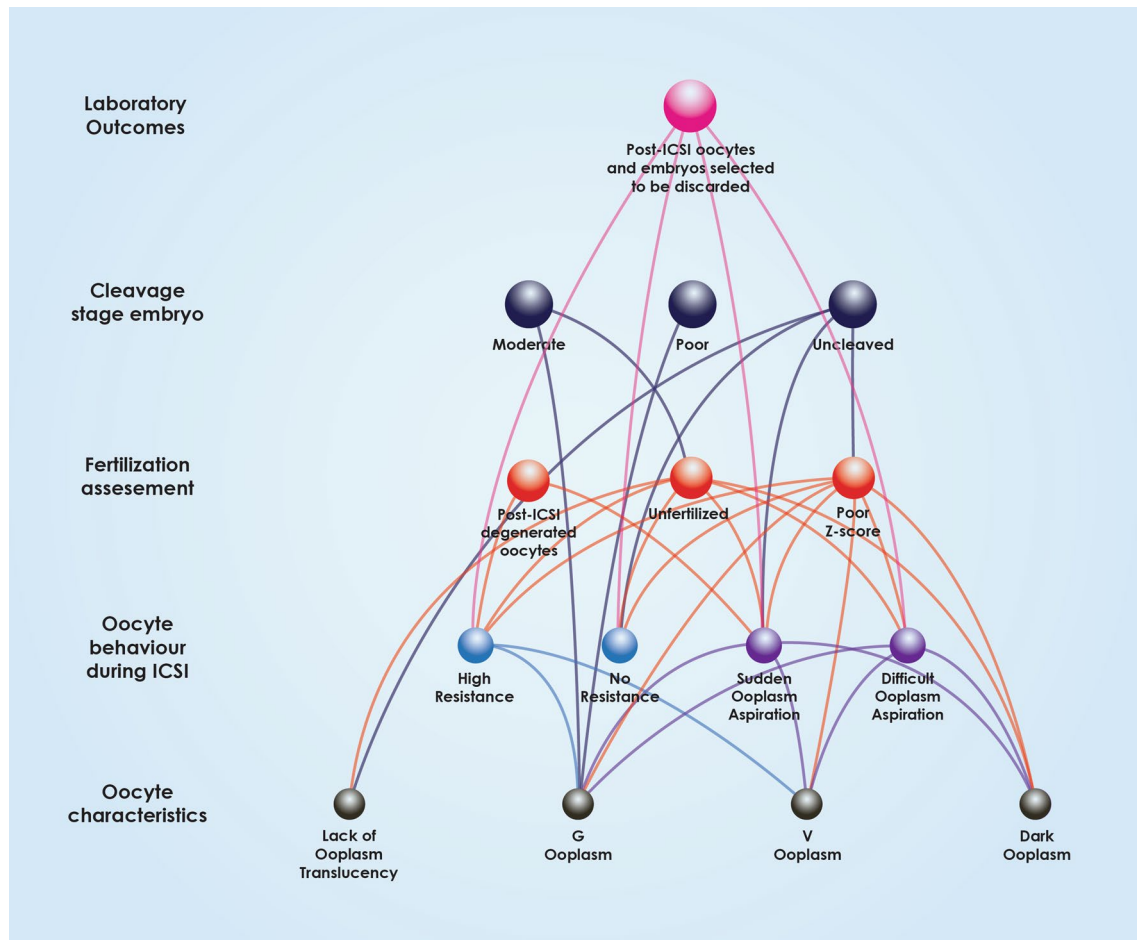 Laboratory
Outcomes
Post-ICSI oocytes
and embryos selected
to be discarded
Cleavage
stage embryo
Moderate
Poor
Uncleaved
Fertilization
assesement
Post-ICSI
degenerated
oocytes
Unfertilized
Poor
Z-score
Oocyte
behaviour
during ICSI
High
Resistance
No
Resistance
Sudden
Ooplasm
Aspiration
Difficult
Ooplasm
Aspiration
Oocyte
characteristics
Lack of
Ooplasm
Translucency
G
Ooplasm
V
Ooplasm
Dark
Ooplasm